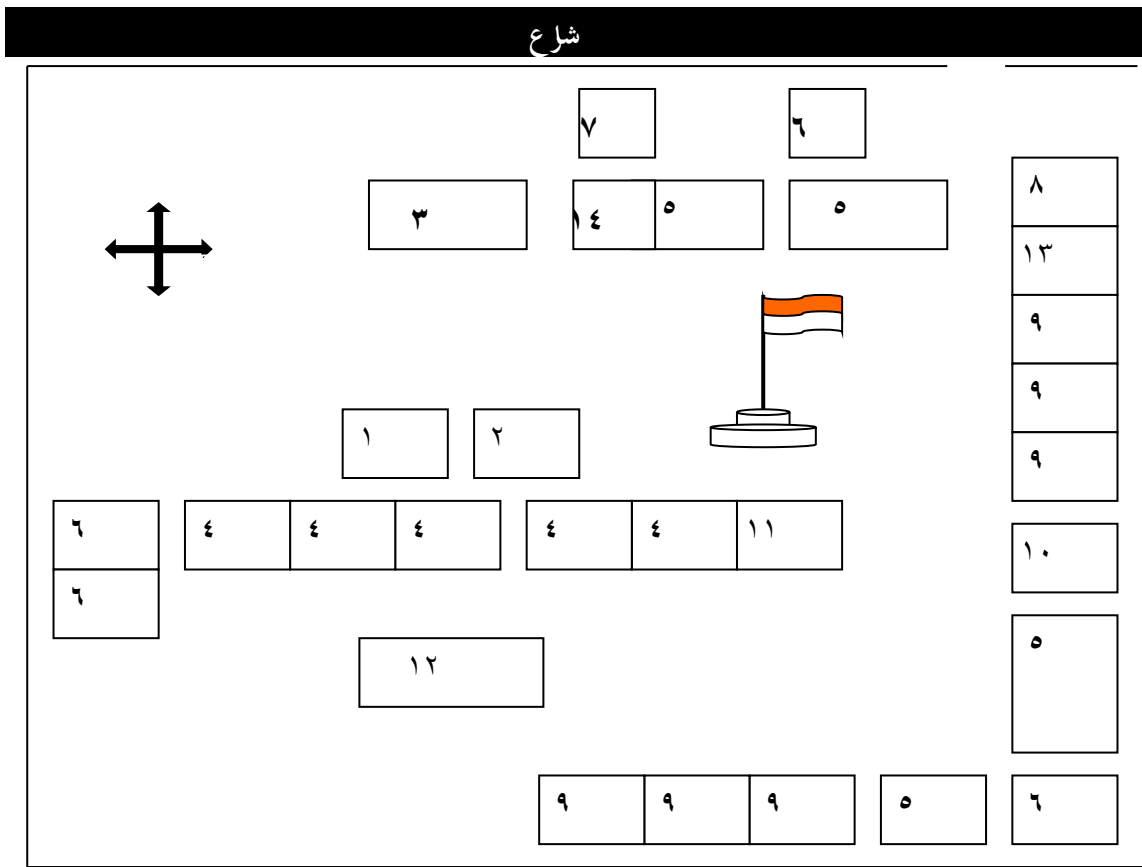 شارع
٧ ٦
٨
٣ ١٤ ٥ ٥
١٣
٩
٩
١ ٢ ٩
٦ ٤ ٤ ٤ ٤ ٤ ١١ ١٠
٦
١٢ ٥
٩ ٩ ٩ ٥ ٦